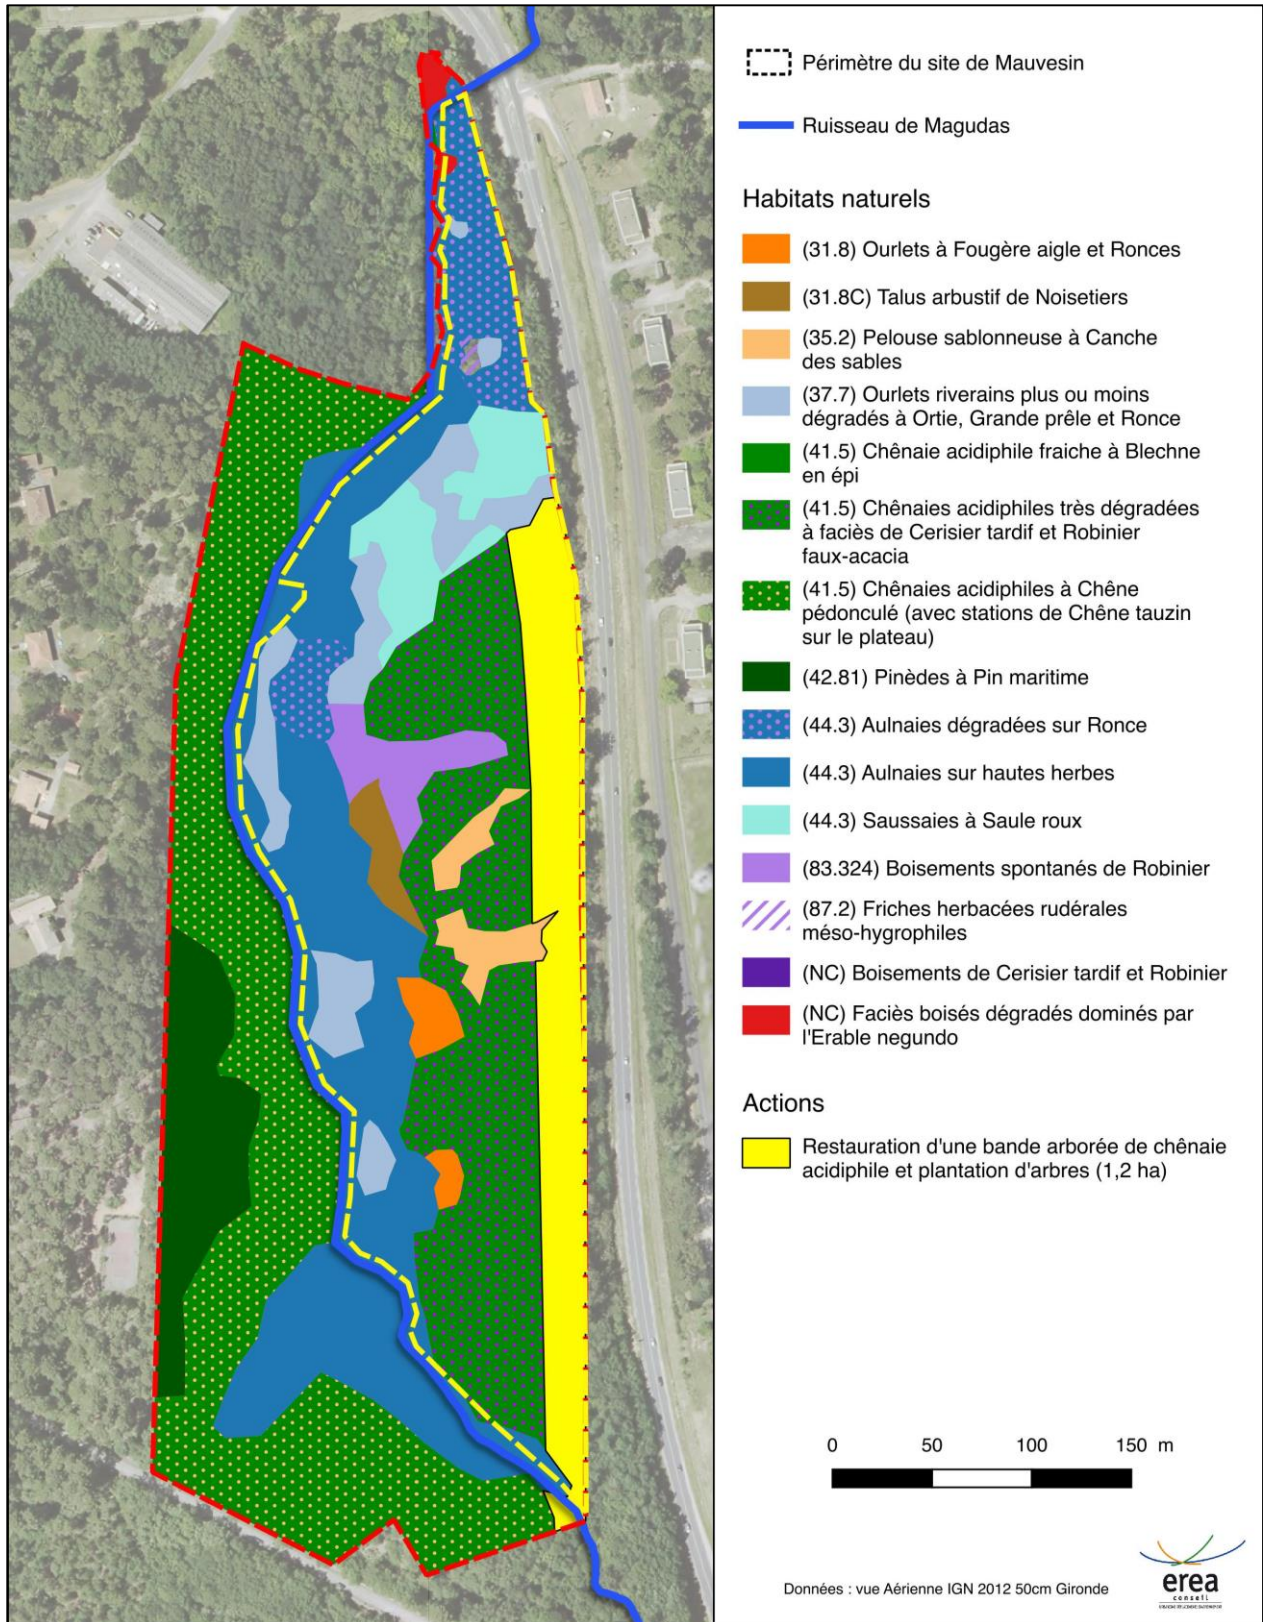 Périmètre du site de Mauvesin
Ruisseau de Magudas
Habitats naturels
(31.8) Ourlets à Fougère aigle et Ronces
(31.8C) Talus arbustif de Noisetiers
(35.2) Pelouse sablonneuse à Canche
des sables
(37.7) Ourlets riverains plus ou moins
dégradés à Ortie, Grande prêle et Ronce
(41.5) Chênaie acidiphile fraiche à Blechne
en épi
(41.5) Chênaies acidiphiles très dégradées
à faciès de Cerisier tardif et Robinier
faux-acacia
(41.5) Chênaies acidiphiles à Chêne
pédonculé (avec stations de Chêne tauzin
sur le plateau)
(42.81) Pinèdes à Pin maritime
(44.3) Aulnaies dégradées sur Ronce
(44.3) Aulnaies sur hautes herbes
(44.3) Saussaies à Saule roux
(83.324) Boisements spontanés de Robinier
(87.2) Friches herbacées rudérales
méso-hygrophiles
(NC) Boisements de Cerisier tardif et Robinier
(NC) Faciès boisés dégradés dominés par
l'Erable negundo
Actions
Restauration d'une bande arborée de chênaie
acidiphile et plantation d'arbres (1,2 ha)
0 50 100 150 m
Données : vue Aérienne IGN 2012 50cm Gironde
erea
conseil